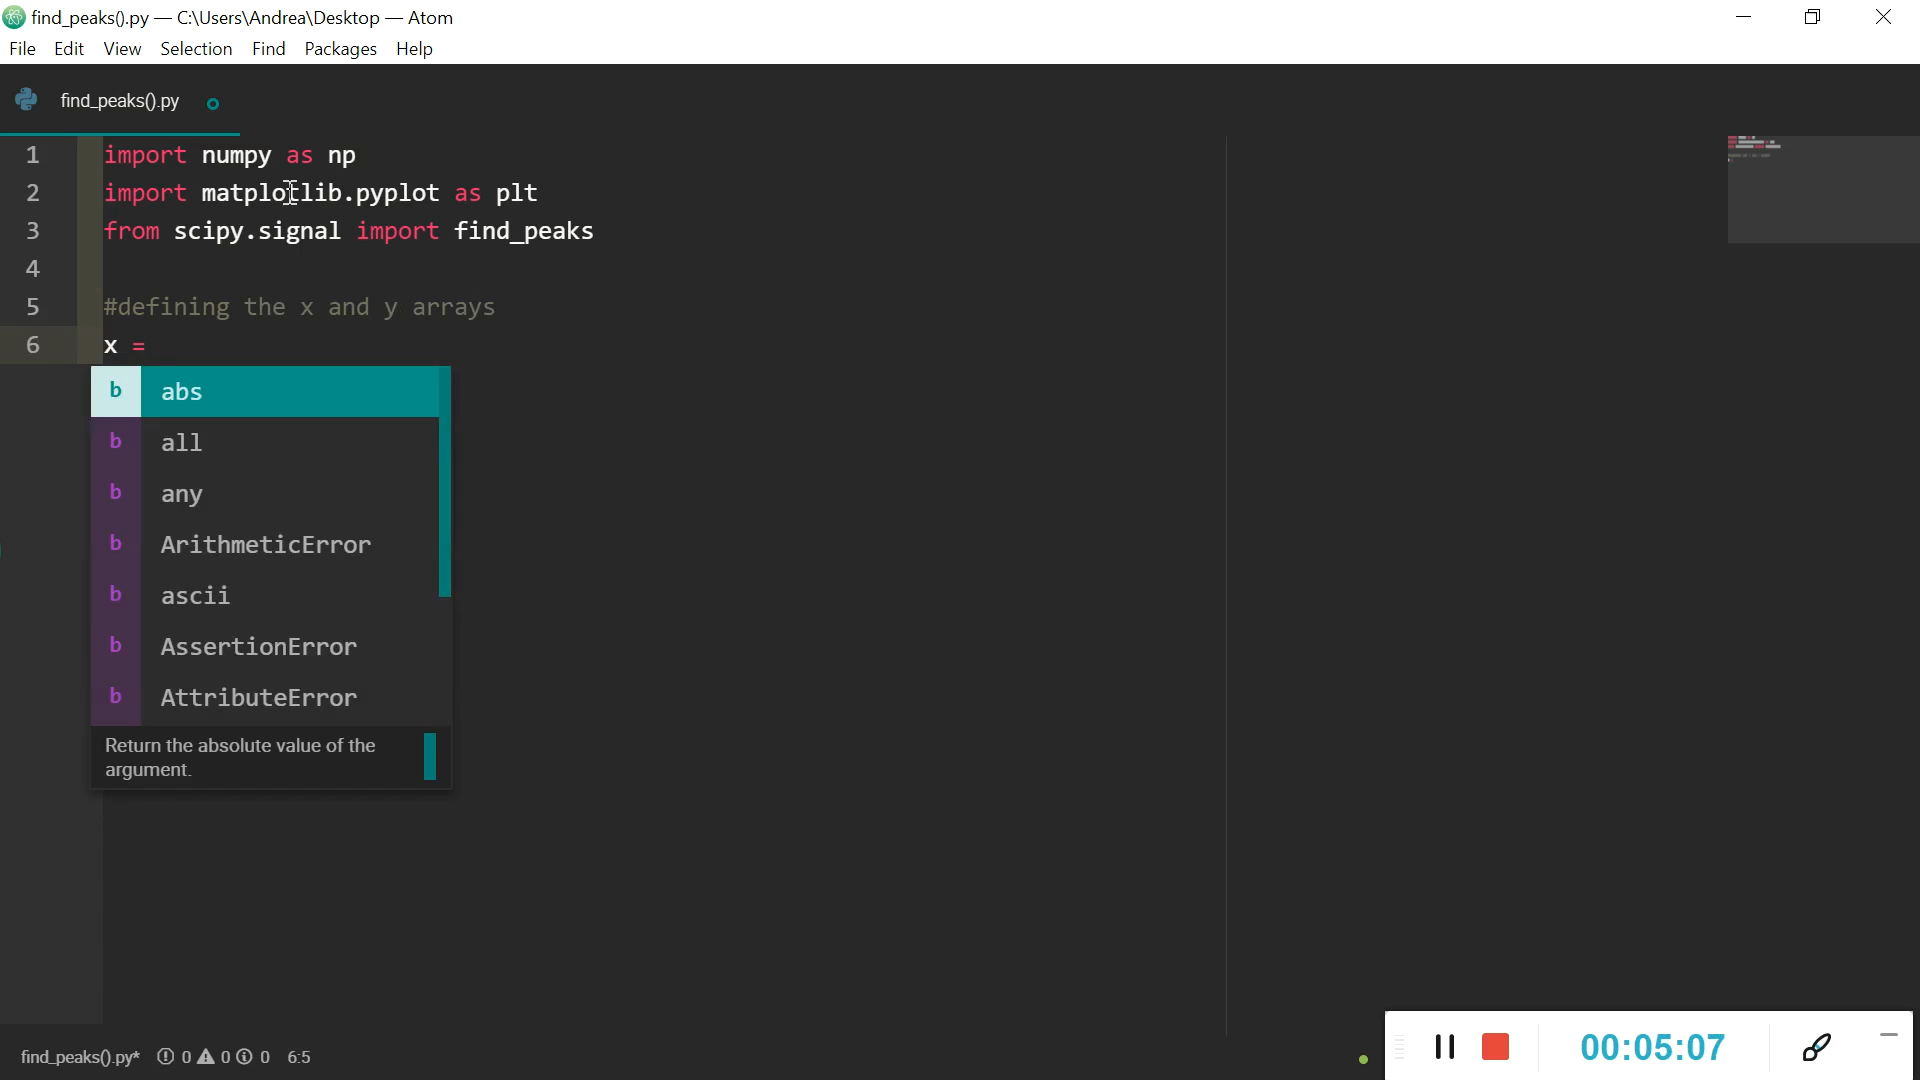 find_peaks().py — C:\Users\Andrea\Desktop — Atom
File Edit View Selection Find Packages Help
find_peaks().py
1 import numpy as np
2 import matplotlib.pyplot as plt
3 from scipy.signal import find_peaks
4
5 #defining the x and y arrays
6 x =
b abs
b all
b any
b ArithmeticError
b ascii
b AssertionError
b AttributeError
Return the absolute value of the
argument.
find_peaks().py* 0 0 0 6:5
00:05:07